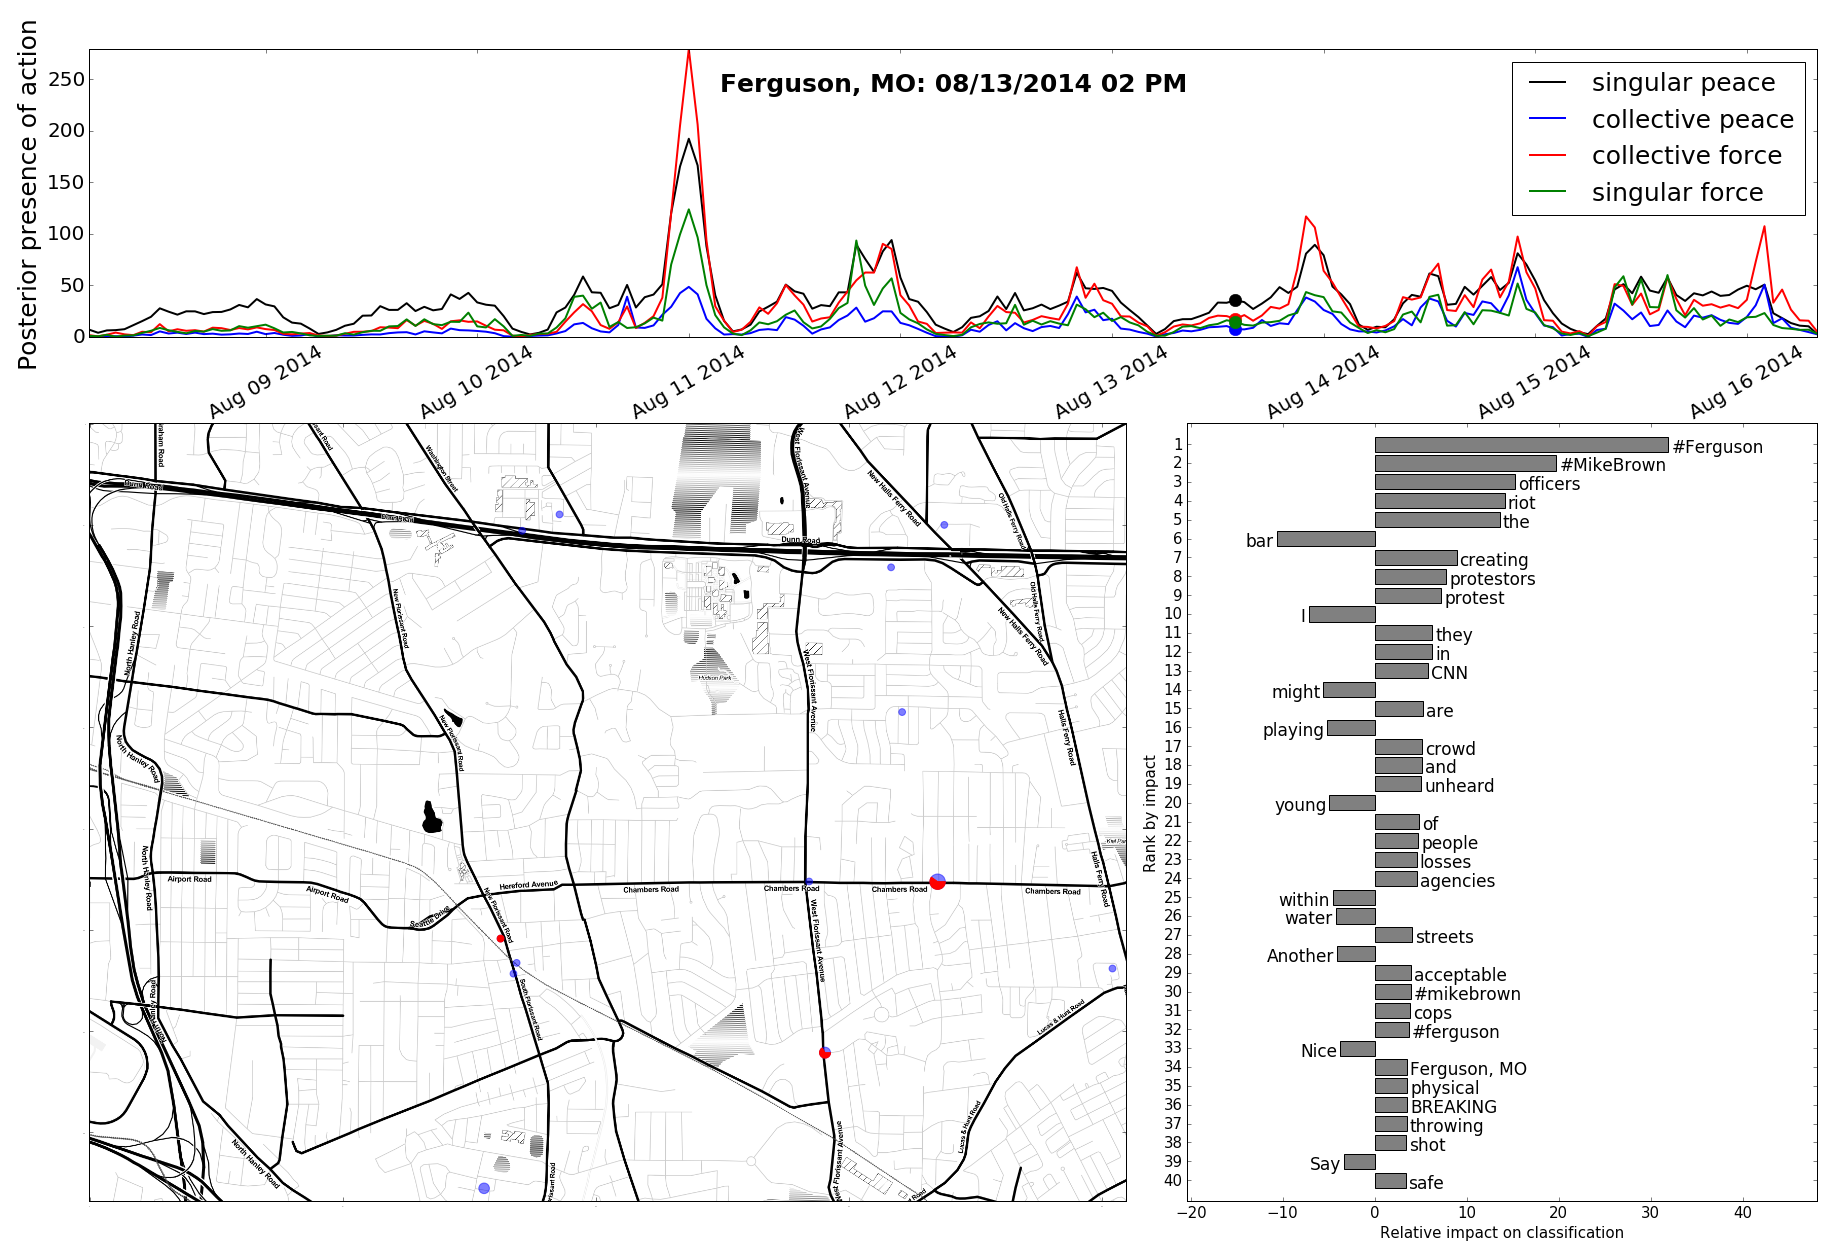 Ferguson, MO: 08/13/2014 02 PM
Posterior presence of action
250
200
150
100
50
0
singular peace
collective peace
collective force
singular force
Aug 09 2014
Aug 10 2014
Aug 11 2014
Aug 12 2014
Aug 13 2014
Aug 14 2014
Aug 15 2014
Aug 16 2014
Washington Street
West Florissant Avenue
New Halls Ferry Road
Old Halls Ferry Road
Dunn Road
Old Halls Ferry Road
New Halls Ferry Road
New Florissant Road
North Hanley Road
Hudson Park
West Florissant Avenue
Halls Ferry Road
New Florissant Road
North Hanley Road
North Hanley Road
Airport Road
Airport Road
Seattle Drive
Hereford Avenue
Chambers Road
Chambers Road
Chambers Road
Chambers Road
Halls Ferry Road
New Florissant Road
West Florissant Avenue
South Florissant Road
North Hanley Road
Lucas & Hunt Road
Lucas & Hunt Road
North Hanley Road
West Florissant Avenue
Rank by impact
1 #Ferguson
2 #MikeBrown
3 officers
4 riot
5 the
6 bar
7 creating
8 protestors
9 protest
10 I
11 they
12 in
13 CNN
14 might
15 are
16 playing
17 crowd
18 and
19 unheard
20 young
21 of
22 people
23 losses
24 agencies
25 within
26 water
27 streets
28 Another
29 acceptable
30 #mikebrown
31 cops
32 #ferguson
33 Nice
34 Ferguson, MO
35 physical
36 BREAKING
37 throwing
38 shot
39 Say
40 safe
−20 −10 0 10 20 30 40
Relative impact on classification